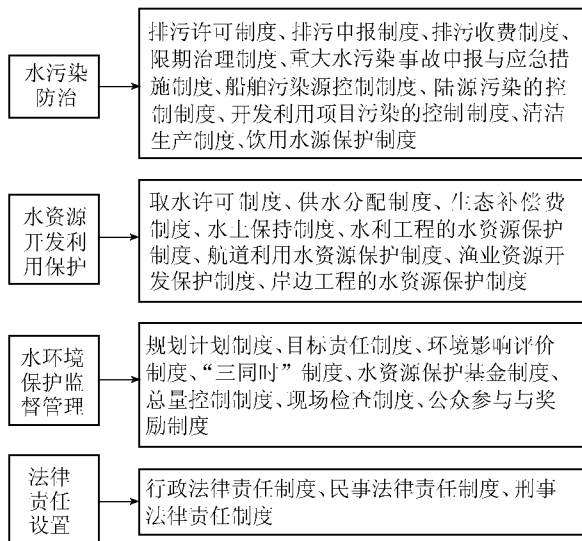 水污染
防治
排污许可制度、排污申报制度、排污收费制度、
限期治理制度、重大水污染事故申报与应急措
施制度、船舶污染源控制制度、陆源污染的控
制制度、开发利用项目污染的控制制度、清洁
生产制度、饮用水源保护制度
水资源
开发利
用保护
取水许可制度、供水分配制度、生态补偿费
制度、水土保持制度、水利工程的水资源保护
制度、航道利用水资源保护制度、渔业资源开
发保护制度、岸边工程的水资源保护制度
水环境
保护监
督管理
规划计划制度、目标责任制度、环境影响评价
制度、“三同时”制度、水资源保护基金制度、
总量控制制度、现场检查制度、公众参与与奖
励制度
法律
责任
设置
行政法律责任制度、民事法律责任制度、刑事
法律责任制度